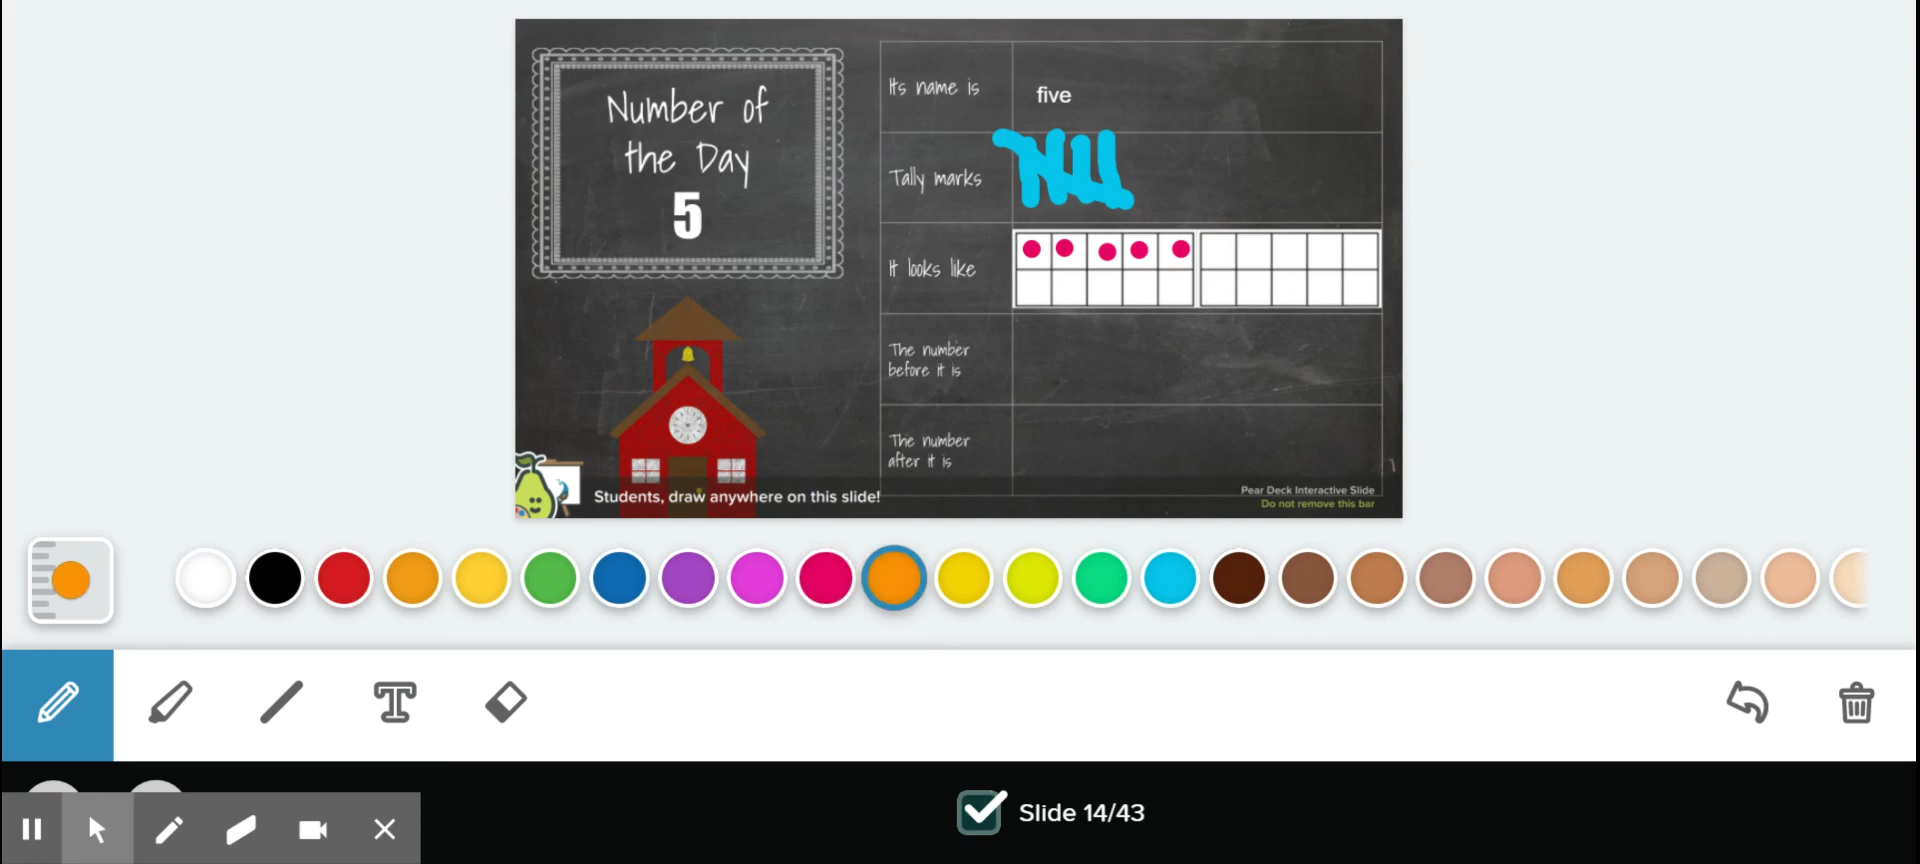 Number of
the Day
5
Its name is
five
Tally marks
It looks like
The number
before it is
The number
after it is
Students, draw anywhere on this slide!
Pear Deck Interactive Slide
Do not remove this bar
Slide 14/43